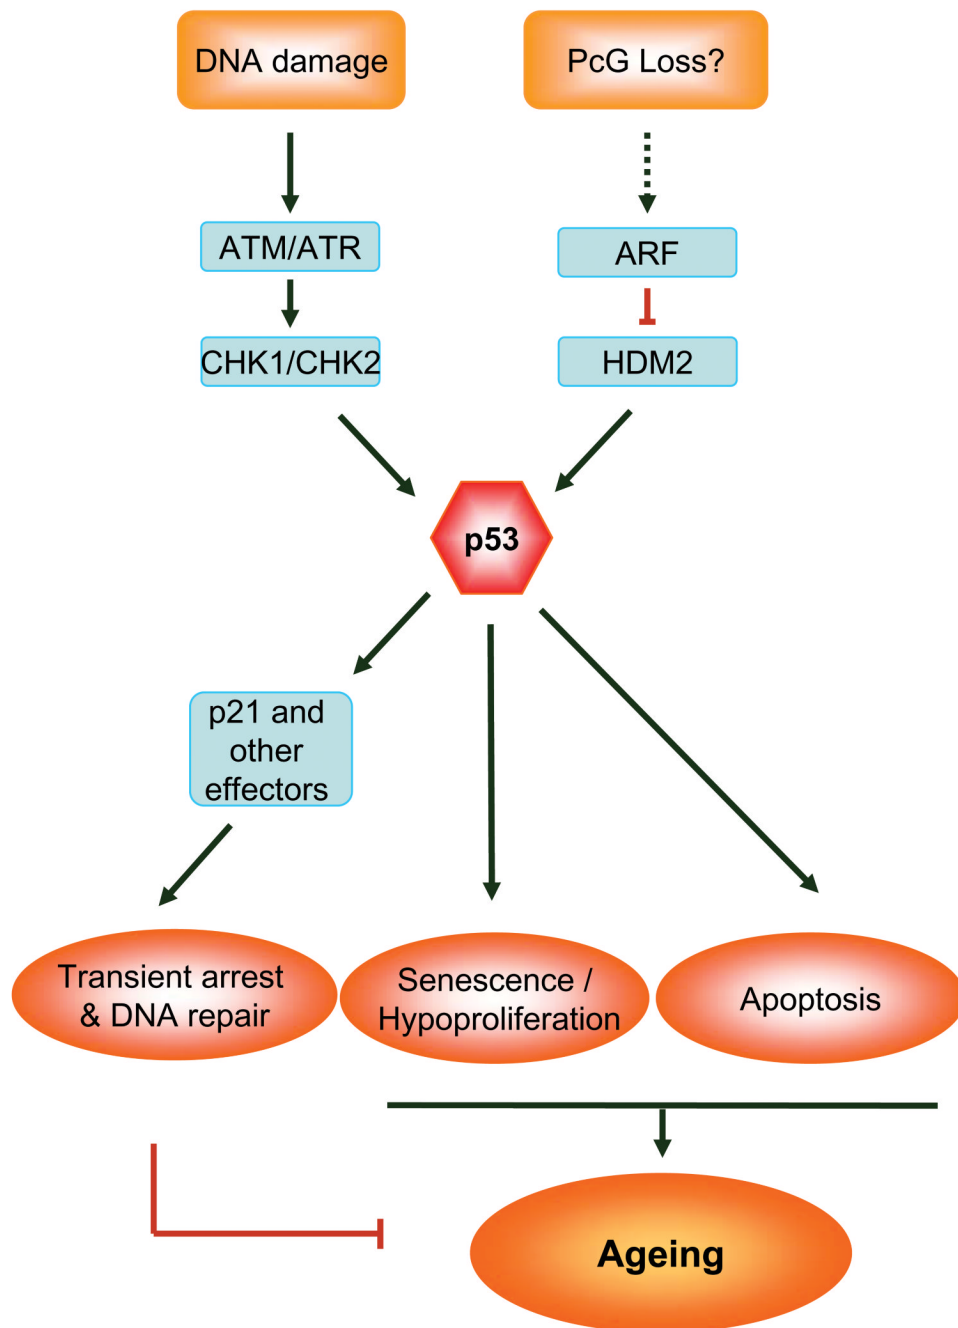 DNA damage
PcG Loss?
ATM/ATR
ARF
CHK1/CHK2
HDM2
p53
p21 and
other
effectors
Transient arrest
& DNA repair
Senescence /
Hypoproliferation
Apoptosis
Ageing